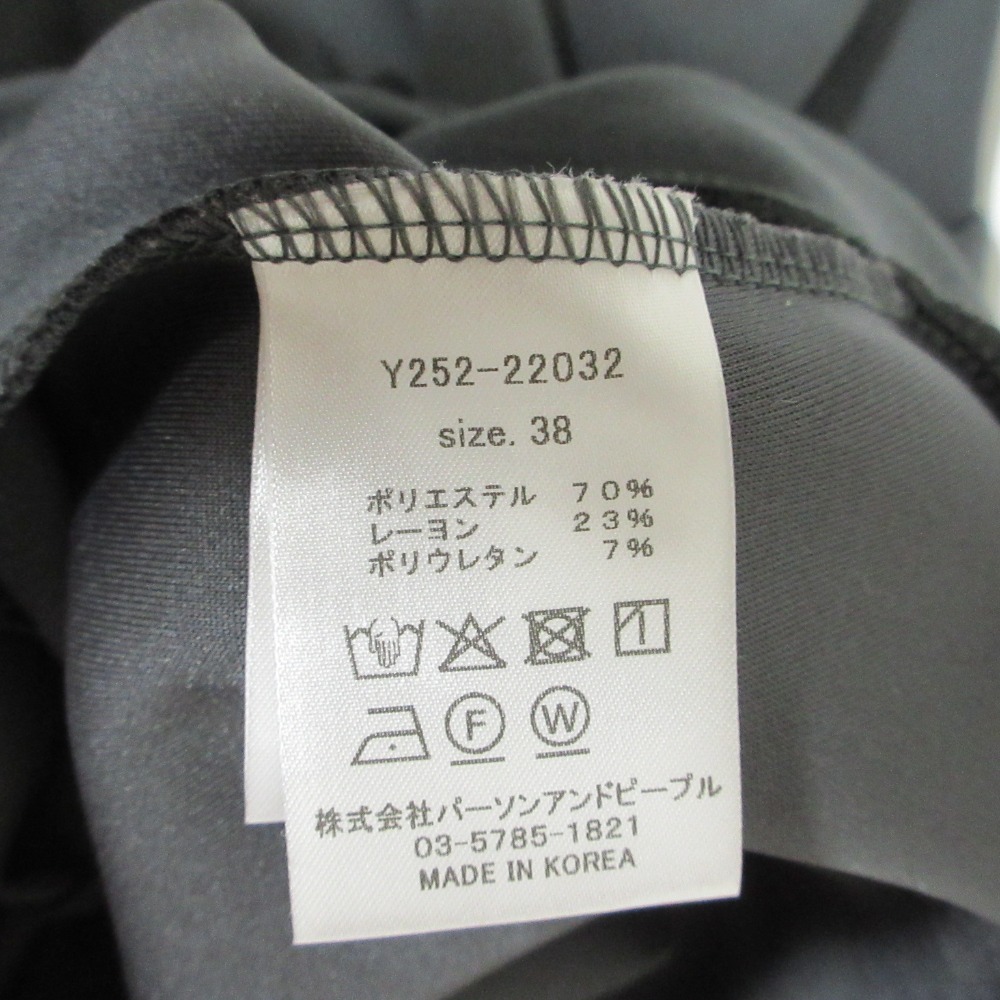 Y252-22032
size. 38
ポリエステル 70%
レーヨン 23%
ポリウレタン 7%
F W
株式会社パーソンアンドピープル
03-5785-1821
MADE IN KOREA